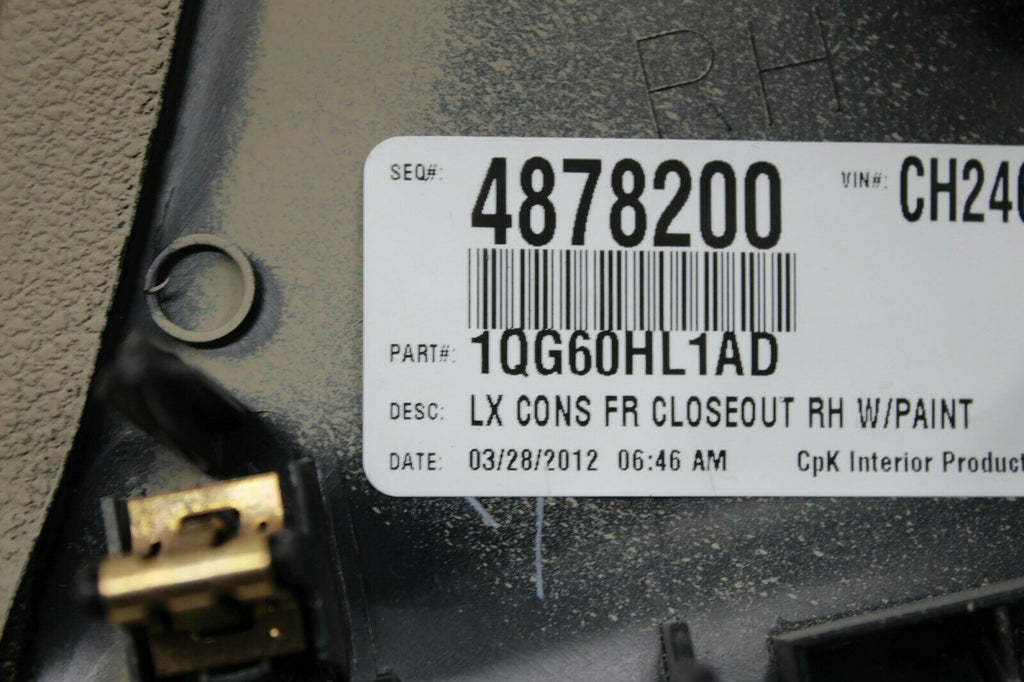 RH
SEQ#: 4878200 VIN#: CH240
PART#: 1QG60HL1AD
DESC: LX CONS FR CLOSEOUT RH W/PAINT
DATE: 03/28/2012 06:46 AM CpK Interior Product